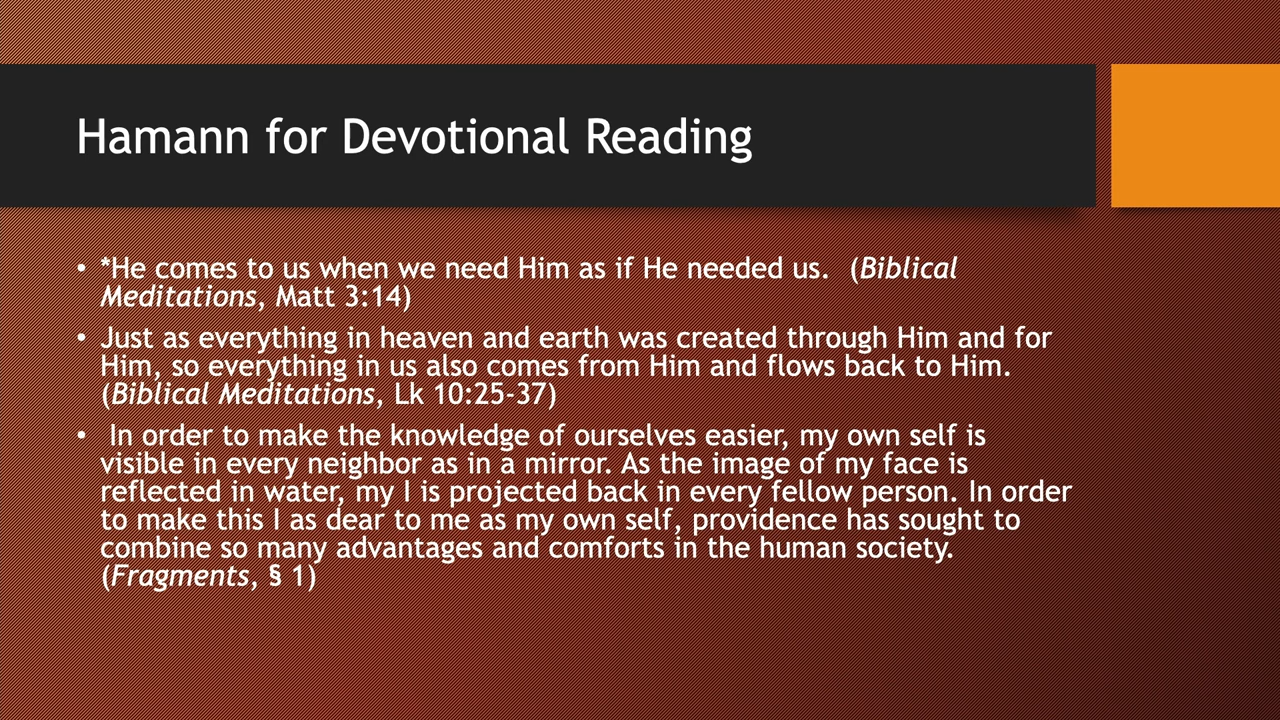 Hamann for Devotional Reading
• *He comes to us when we need Him as if He needed us.  (Biblical
Meditations, Matt 3:14)
• Just as everything in heaven and earth was created through Him and for
Him, so everything in us also comes from Him and flows back to Him.
(Biblical Meditations, Lk 10:25-37)
•  In order to make the knowledge of ourselves easier, my own self is
visible in every neighbor as in a mirror. As the image of my face is
reflected in water, my I is projected back in every fellow person. In order
to make this I as dear to me as my own self, providence has sought to
combine so many advantages and comforts in the human society.
(Fragments, § 1)